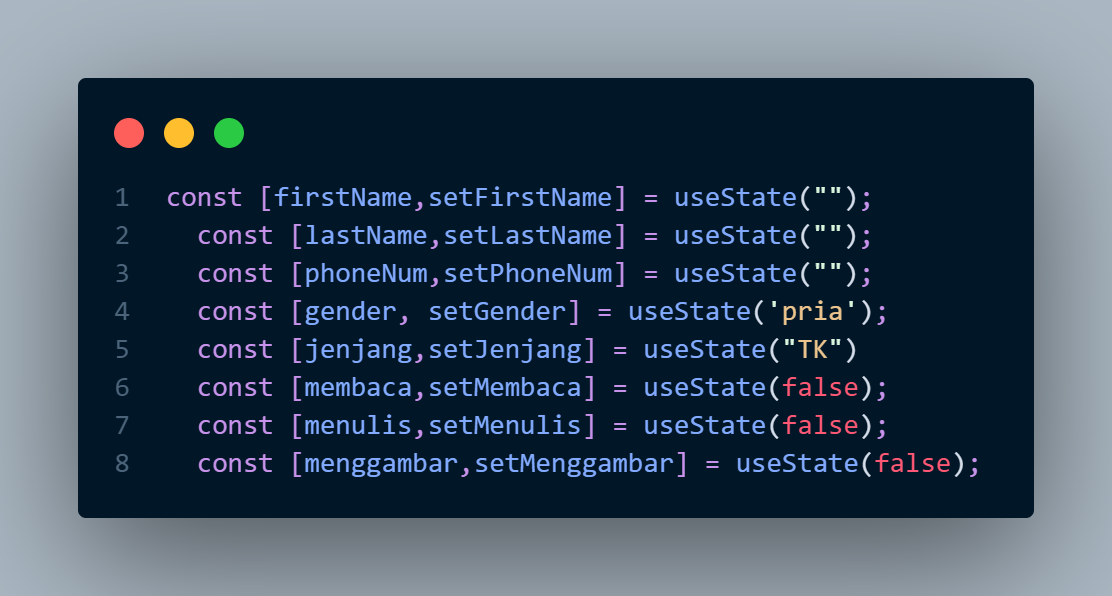 1 const [firstName,setFirstName] = useState("");
2   const [lastName,setLastName] = useState("");
3   const [phoneNum,setPhoneNum] = useState("");
4   const [gender, setGender] = useState('pria');
5   const [jenjang,setJenjang] = useState("TK")
6   const [membaca,setMembaca] = useState(false);
7   const [menulis,setMenulis] = useState(false);
8   const [menggambar,setMenggambar] = useState(false);